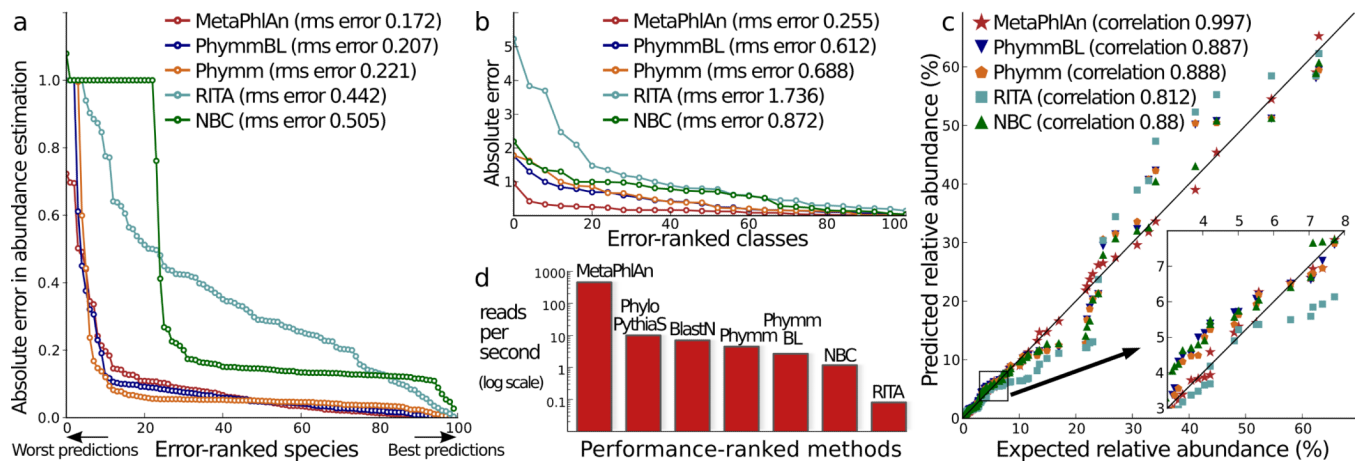 a
MetaPhlAn (rms error 0.172)
PhymmBL (rms error 0.207)
Phymm (rms error 0.221)
RITA (rms error 0.442)
NBC (rms error 0.505)
Absolute error in abundance estimation
1.0
0.8
0.6
0.4
0.2
0.0
0
20
40
60
80
100
Worst predictions
Error-ranked species
Best predictions
b
MetaPhlAn (rms error 0.255)
PhymmBL (rms error 0.612)
Phymm (rms error 0.688)
RITA (rms error 1.736)
NBC (rms error 0.872)
Absolute error
5
4
3
2
1
0
20
40
60
80
100
Error-ranked classes
d
reads
per
second
(log scale)
1000
100
10
1
0.1
MetaPhlAn
Phylo
PythiaS
BlastN
Phymm
Phymm
BL
NBC
RITA
Performance-ranked methods
c
MetaPhlAn (correlation 0.997)
PhymmBL (correlation 0.887)
Phymm (correlation 0.888)
RITA (correlation 0.812)
NBC (correlation 0.88)
Predicted relative abundance (%)
70
60
50
40
30
20
10
0
0
10
20
30
40
50
60
70
Expected relative abundance (%)
4
5
6
7
8
7
6
5
4
3